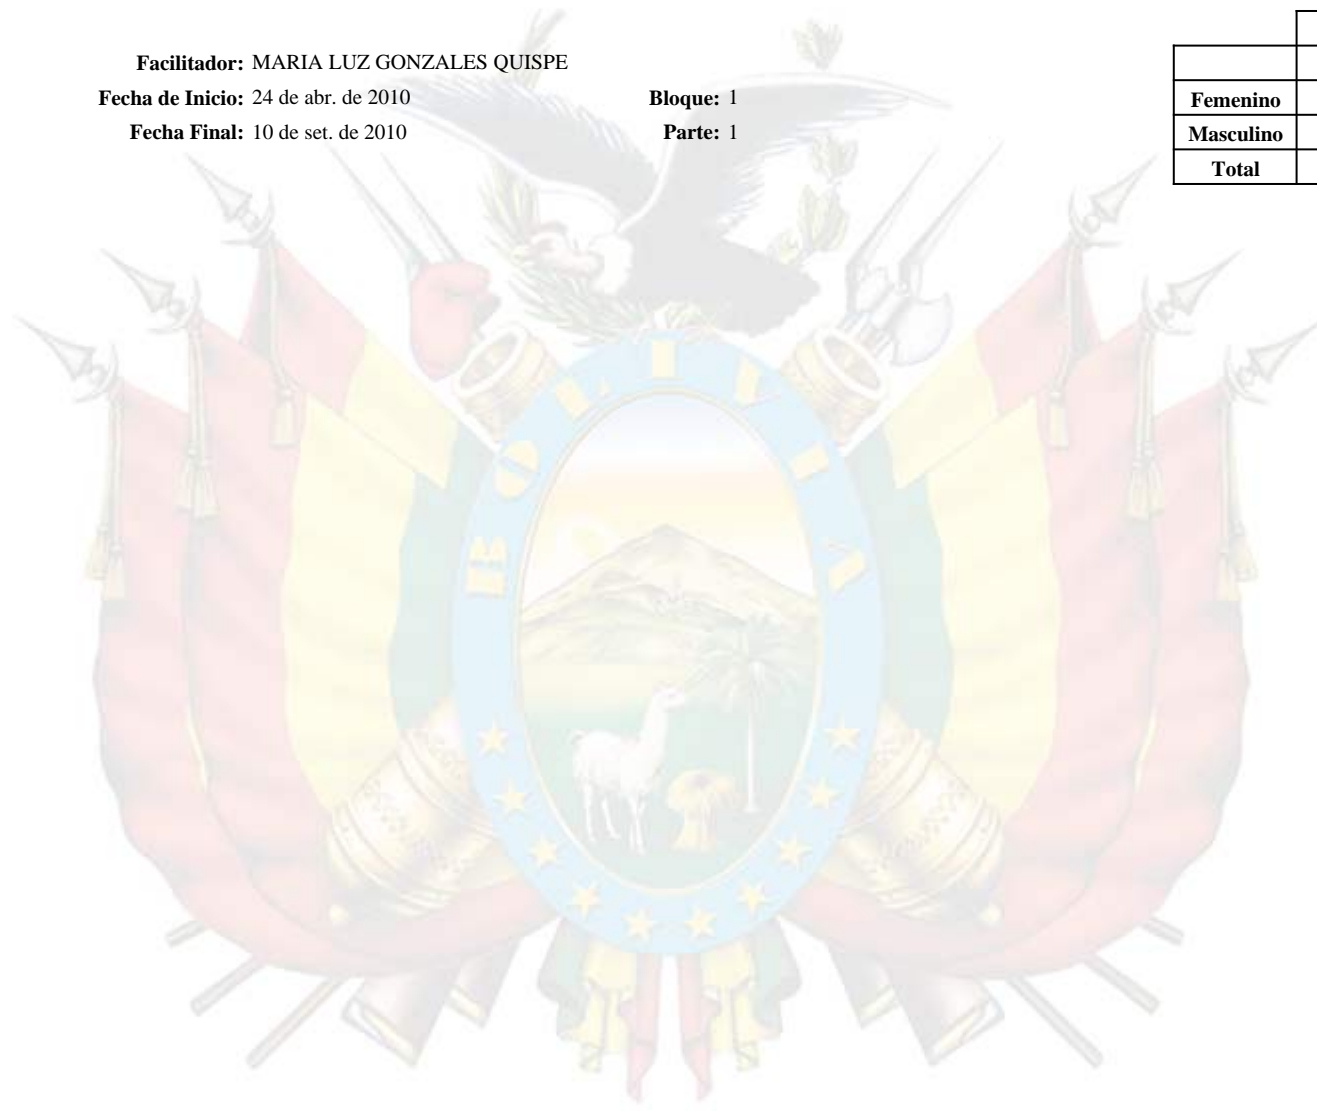 Facilitador: MARIA LUZ GONZALES QUISPE
Fecha de Inicio: 24 de abr. de 2010 Bloque: 1
Fecha Final: 10 de set. de 2010 Parte: 1
Femenino
Masculino
Total
BOLIVIA